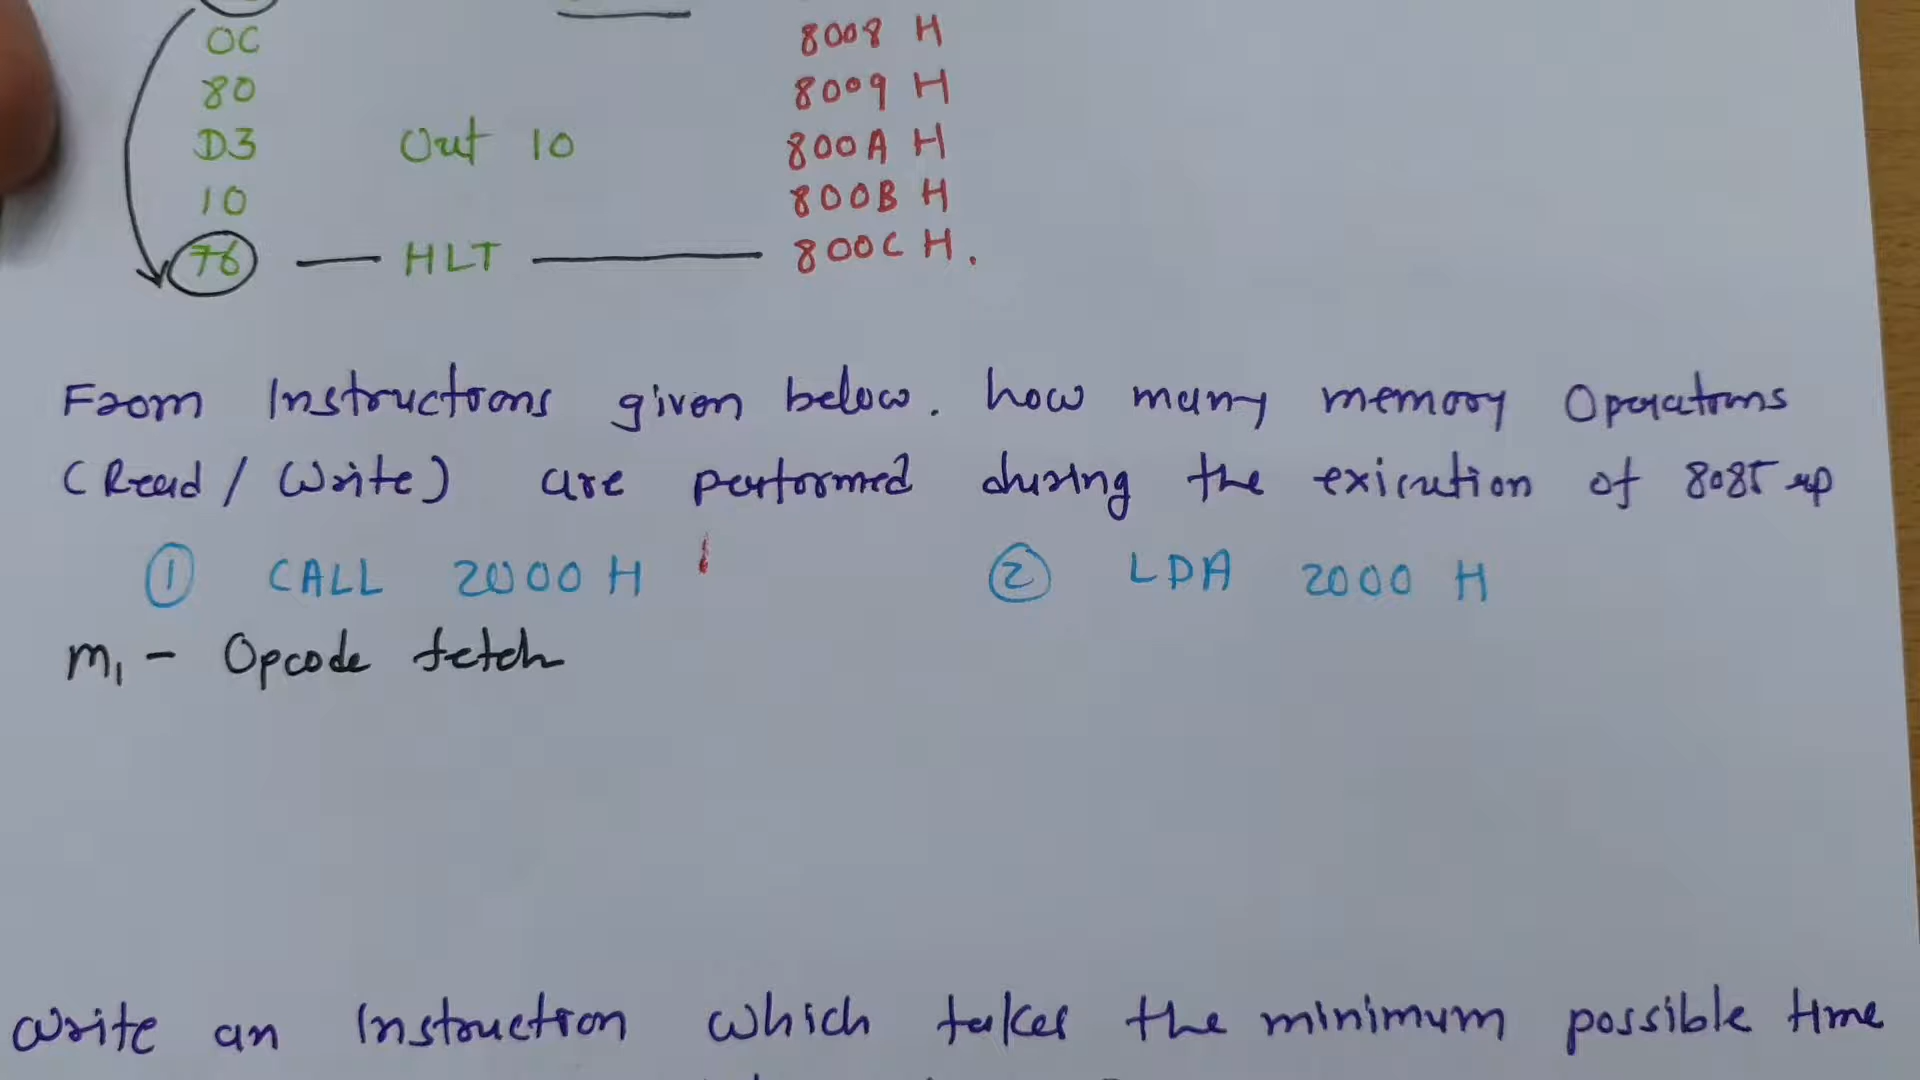 OC 8008 H
80 8009 H
D3 Out 10 800A H
10 800B H
76 — HLT — 800C H.
From Instructions given below. how many memory Operations
(Read / Write) are performed during the exicution of 8085 up
① CALL 2000 H ② LDA 2000 H
m1 - Opcode fetch
Write an Instruction which takes the minimum possible time